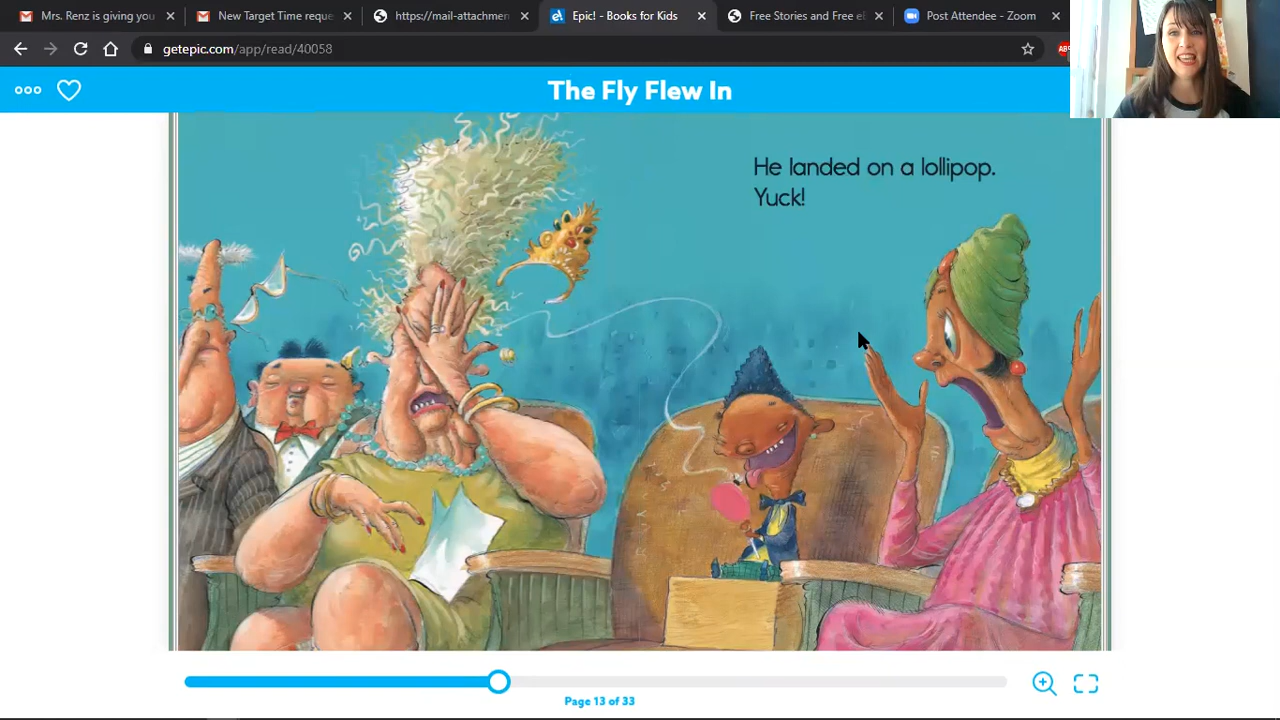 Mrs. Renz is giving you
New Target Time reque
https://mail-attachmen
Epic! - Books for Kids
Free Stories and Free eB
Post Attendee - Zoom
getepic.com/app/read/40058
The Fly Flew In
He landed on a lollipop.
Yuck!
Page 13 of 33